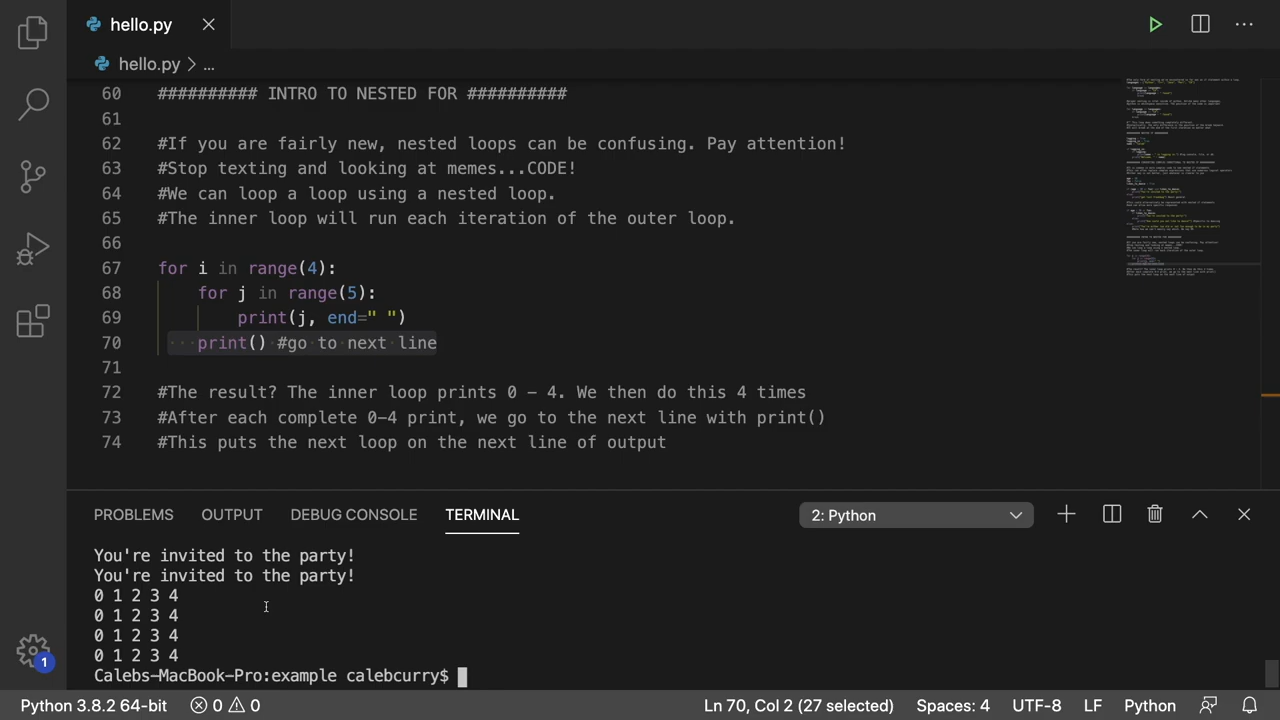 hello.py
hello.py > ...
60 ########## INTRO TO NESTED FOR ##########
61
62 #If you are fairly new, nested loops can be confusing. Pay attention!
63 #Stop texting and looking at memes...CODE!
64 #We can loop a loop using a nested loop.
65 #The inner loop will run each iteration of the outer loop.
66
67 for i in range(4):
68 for j in range(5):
69 print(j, end=" ")
70 print() #go to next line
71
72 #The result? The inner loop prints 0 - 4. We then do this 4 times
73 #After each complete 0-4 print, we go to the next line with print()
74 #This puts the next loop on the next line of output
PROBLEMS OUTPUT DEBUG CONSOLE TERMINAL 2: Python
You're invited to the party!
You're invited to the party!
0 1 2 3 4
0 1 2 3 4
0 1 2 3 4
0 1 2 3 4
Calebs-MacBook-Pro:example calebcurry$
1
Python 3.8.2 64-bit 0 0 Ln 70, Col 2 (27 selected) Spaces: 4 UTF-8 LF Python